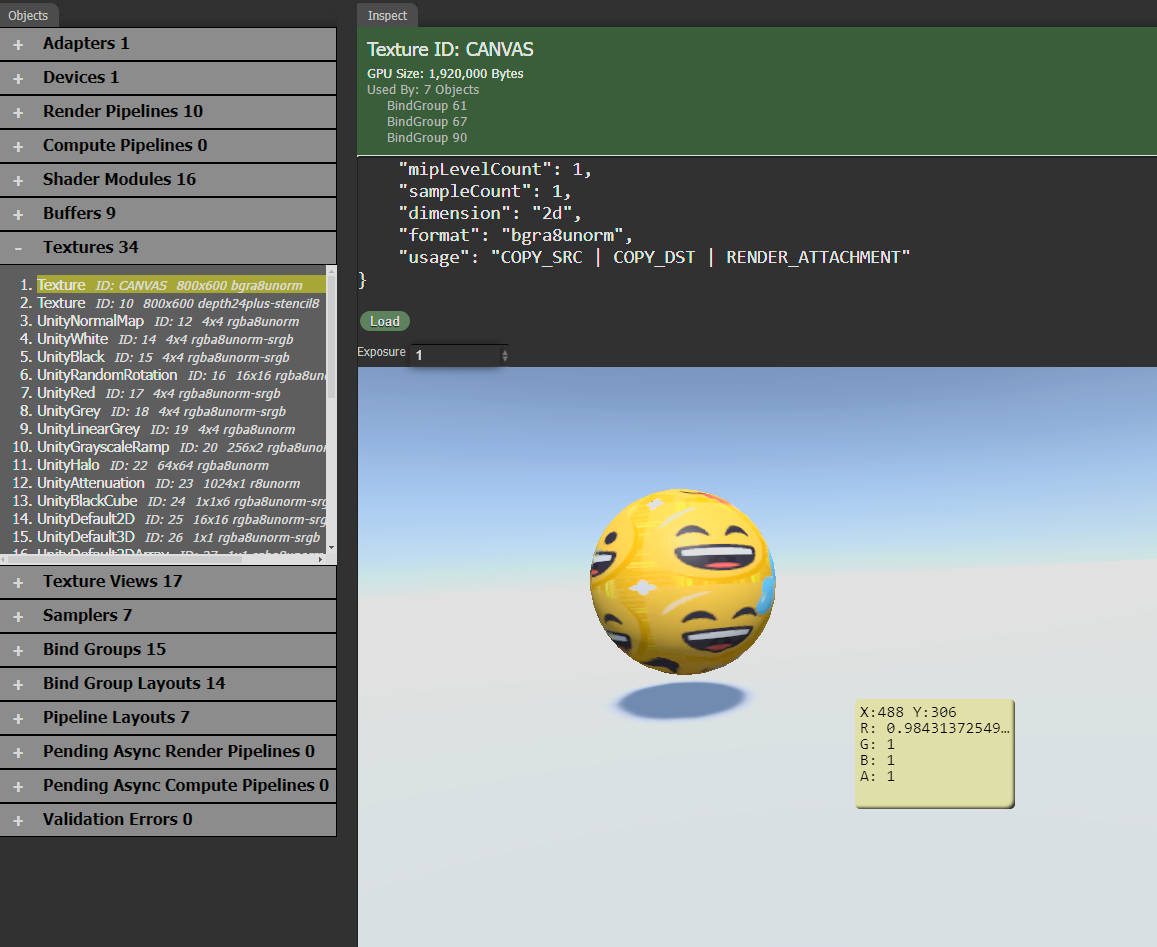 Objects
+ Adapters 1
+ Devices 1
+ Render Pipelines 10
+ Compute Pipelines 0
+ Shader Modules 16
+ Buffers 9
- Textures 34
1. Texture ID: CANVAS 800x600 bgra8unorm
2. Texture ID: 10 800x600 depth24plus-stencil8
3. UnityNormalMap ID: 12 4x4 rgba8unorm
4. UnityWhite ID: 14 4x4 rgba8unorm-srgb
5. UnityBlack ID: 15 4x4 rgba8unorm-srgb
6. UnityRandomRotation ID: 16 16x16 rgba8un
7. UnityRed ID: 17 4x4 rgba8unorm-srgb
8. UnityGrey ID: 18 4x4 rgba8unorm-srgb
9. UnityLinearGrey ID: 19 4x4 rgba8unorm
10. UnityGrayscaleRamp ID: 20 256x2 rgba8unor
11. UnityHalo ID: 22 64x64 rgba8unorm
12. UnityAttenuation ID: 23 1024x1 r8unorm
13. UnityBlackCube ID: 24 1x1x6 rgba8unorm-srg
14. UnityDefault2D ID: 25 16x16 rgba8unorm-srg
15. UnityDefault3D ID: 26 1x1 rgba8unorm-srgb
16. UnityDefault2DArray ID: 27 1x1 rgba8unorm
+ Texture Views 17
+ Samplers 7
+ Bind Groups 15
+ Bind Group Layouts 14
+ Pipeline Layouts 7
+ Pending Async Render Pipelines 0
+ Pending Async Compute Pipelines 0
+ Validation Errors 0
Inspect
Texture ID: CANVAS
GPU Size: 1,920,000 Bytes
Used By: 7 Objects
BindGroup 61
BindGroup 67
BindGroup 90
"mipLevelCount": 1,
"sampleCount": 1,
"dimension": "2d",
"format": "bgra8unorm",
"usage": "COPY_SRC | COPY_DST | RENDER_ATTACHMENT"
}
Load
Exposure 1
X:488 Y:306
R: 0.98431372549…
G: 1
B: 1
A: 1